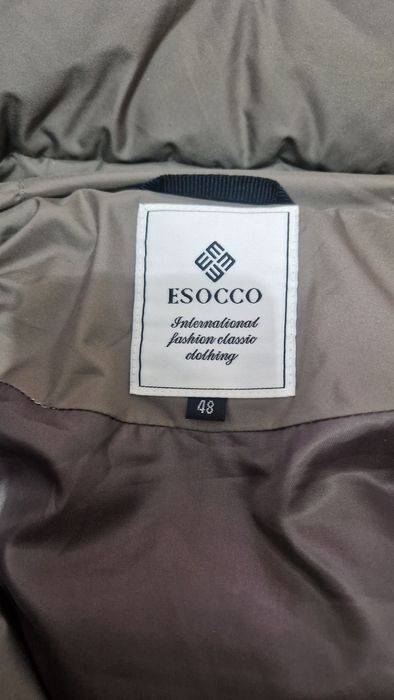 ESOCCO
International
fashion classic
clothing
48